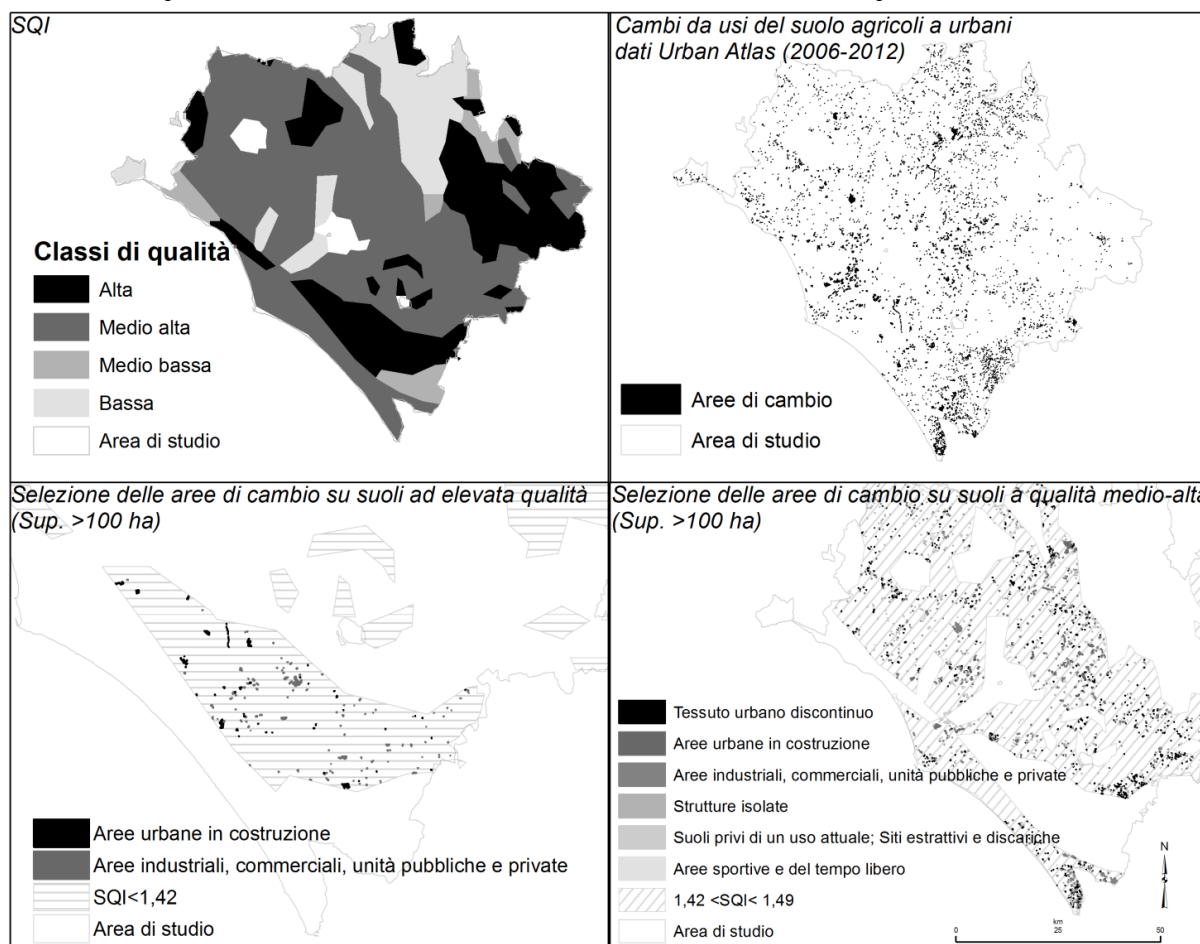 SQI
Classi di qualità
Alta
Medio alta
Medio bassa
Bassa
Area di studio
Cambi da usi del suolo agricoli a urbani
dati Urban Atlas (2006-2012)
Aree di cambio
Area di studio
Selezione delle aree di cambio su suoli ad elevata qualità
(Sup. >100 ha)
Aree urbane in costruzione
Aree industriali, commerciali, unità pubbliche e private
SQI<1,42
Area di studio
Selezione delle aree di cambio su suoli a qualità medio-alta
(Sup. >100 ha)
Tessuto urbano discontinuo
Aree urbane in costruzione
Aree industriali, commerciali, unità pubbliche e private
Strutture isolate
Suoli privi di un uso attuale; Siti estrattivi e discariche
Aree sportive e del tempo libero
1,42 <SQI< 1,49
Area di studio
N
km
0 25 50